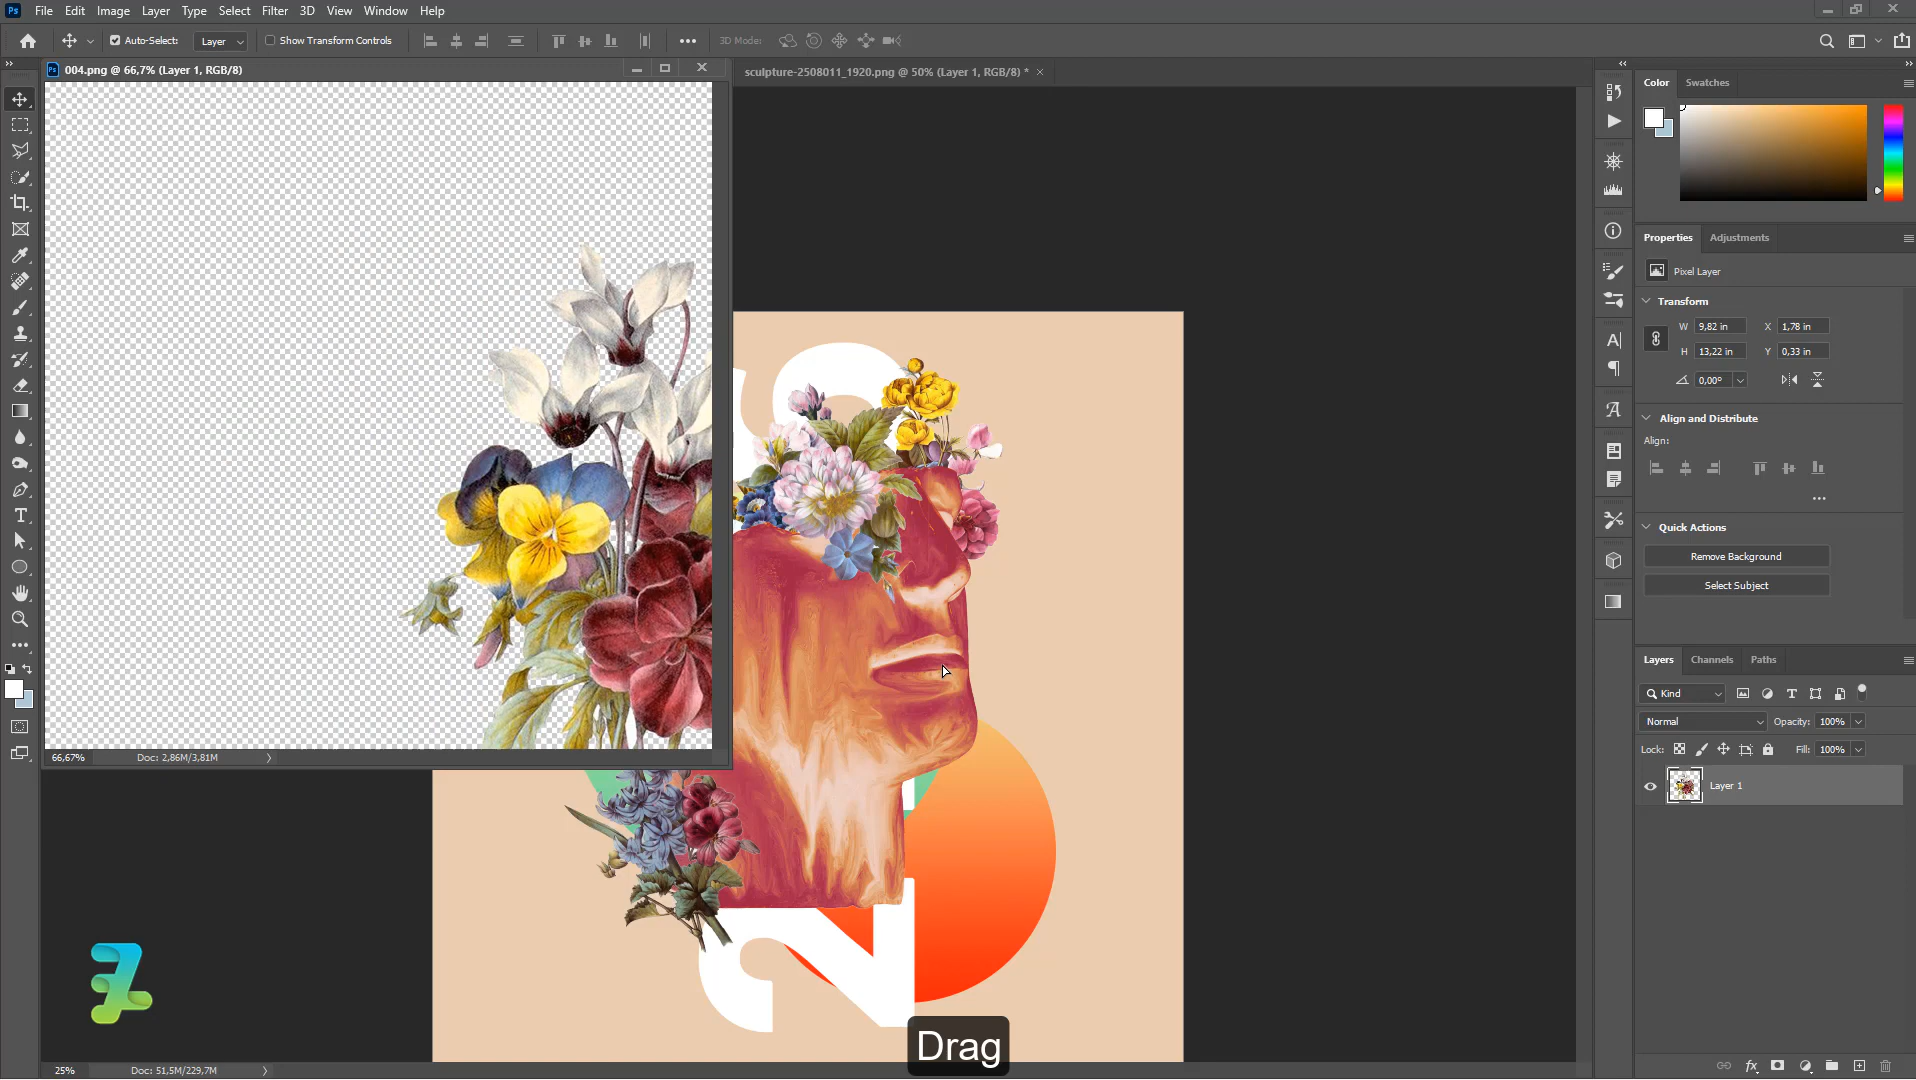 Ps File Edit Image Layer Type Select Filter 3D View Window Help
Auto-Select: Layer Show Transform Controls 3D Mode:
Ps 004.png @ 66,7% (Layer 1, RGB/8)
sculpture-2508011_1920.png @ 50% (Layer 1, RGB/8) *
Color Swatches
Properties Adjustments
Pixel Layer
Transform
W 9,82 in X 1,78 in
H 13,22 in Y 0,33 in
0,00°
Align and Distribute
Align:
Quick Actions
Remove Background
Select Subject
Layers Channels Paths
Kind
Normal Opacity: 100%
Lock: Fill: 100%
Layer 1
66,67% Doc: 2,86M/3,81M
2
Drag
25% Doc: 51,5M/229,7M